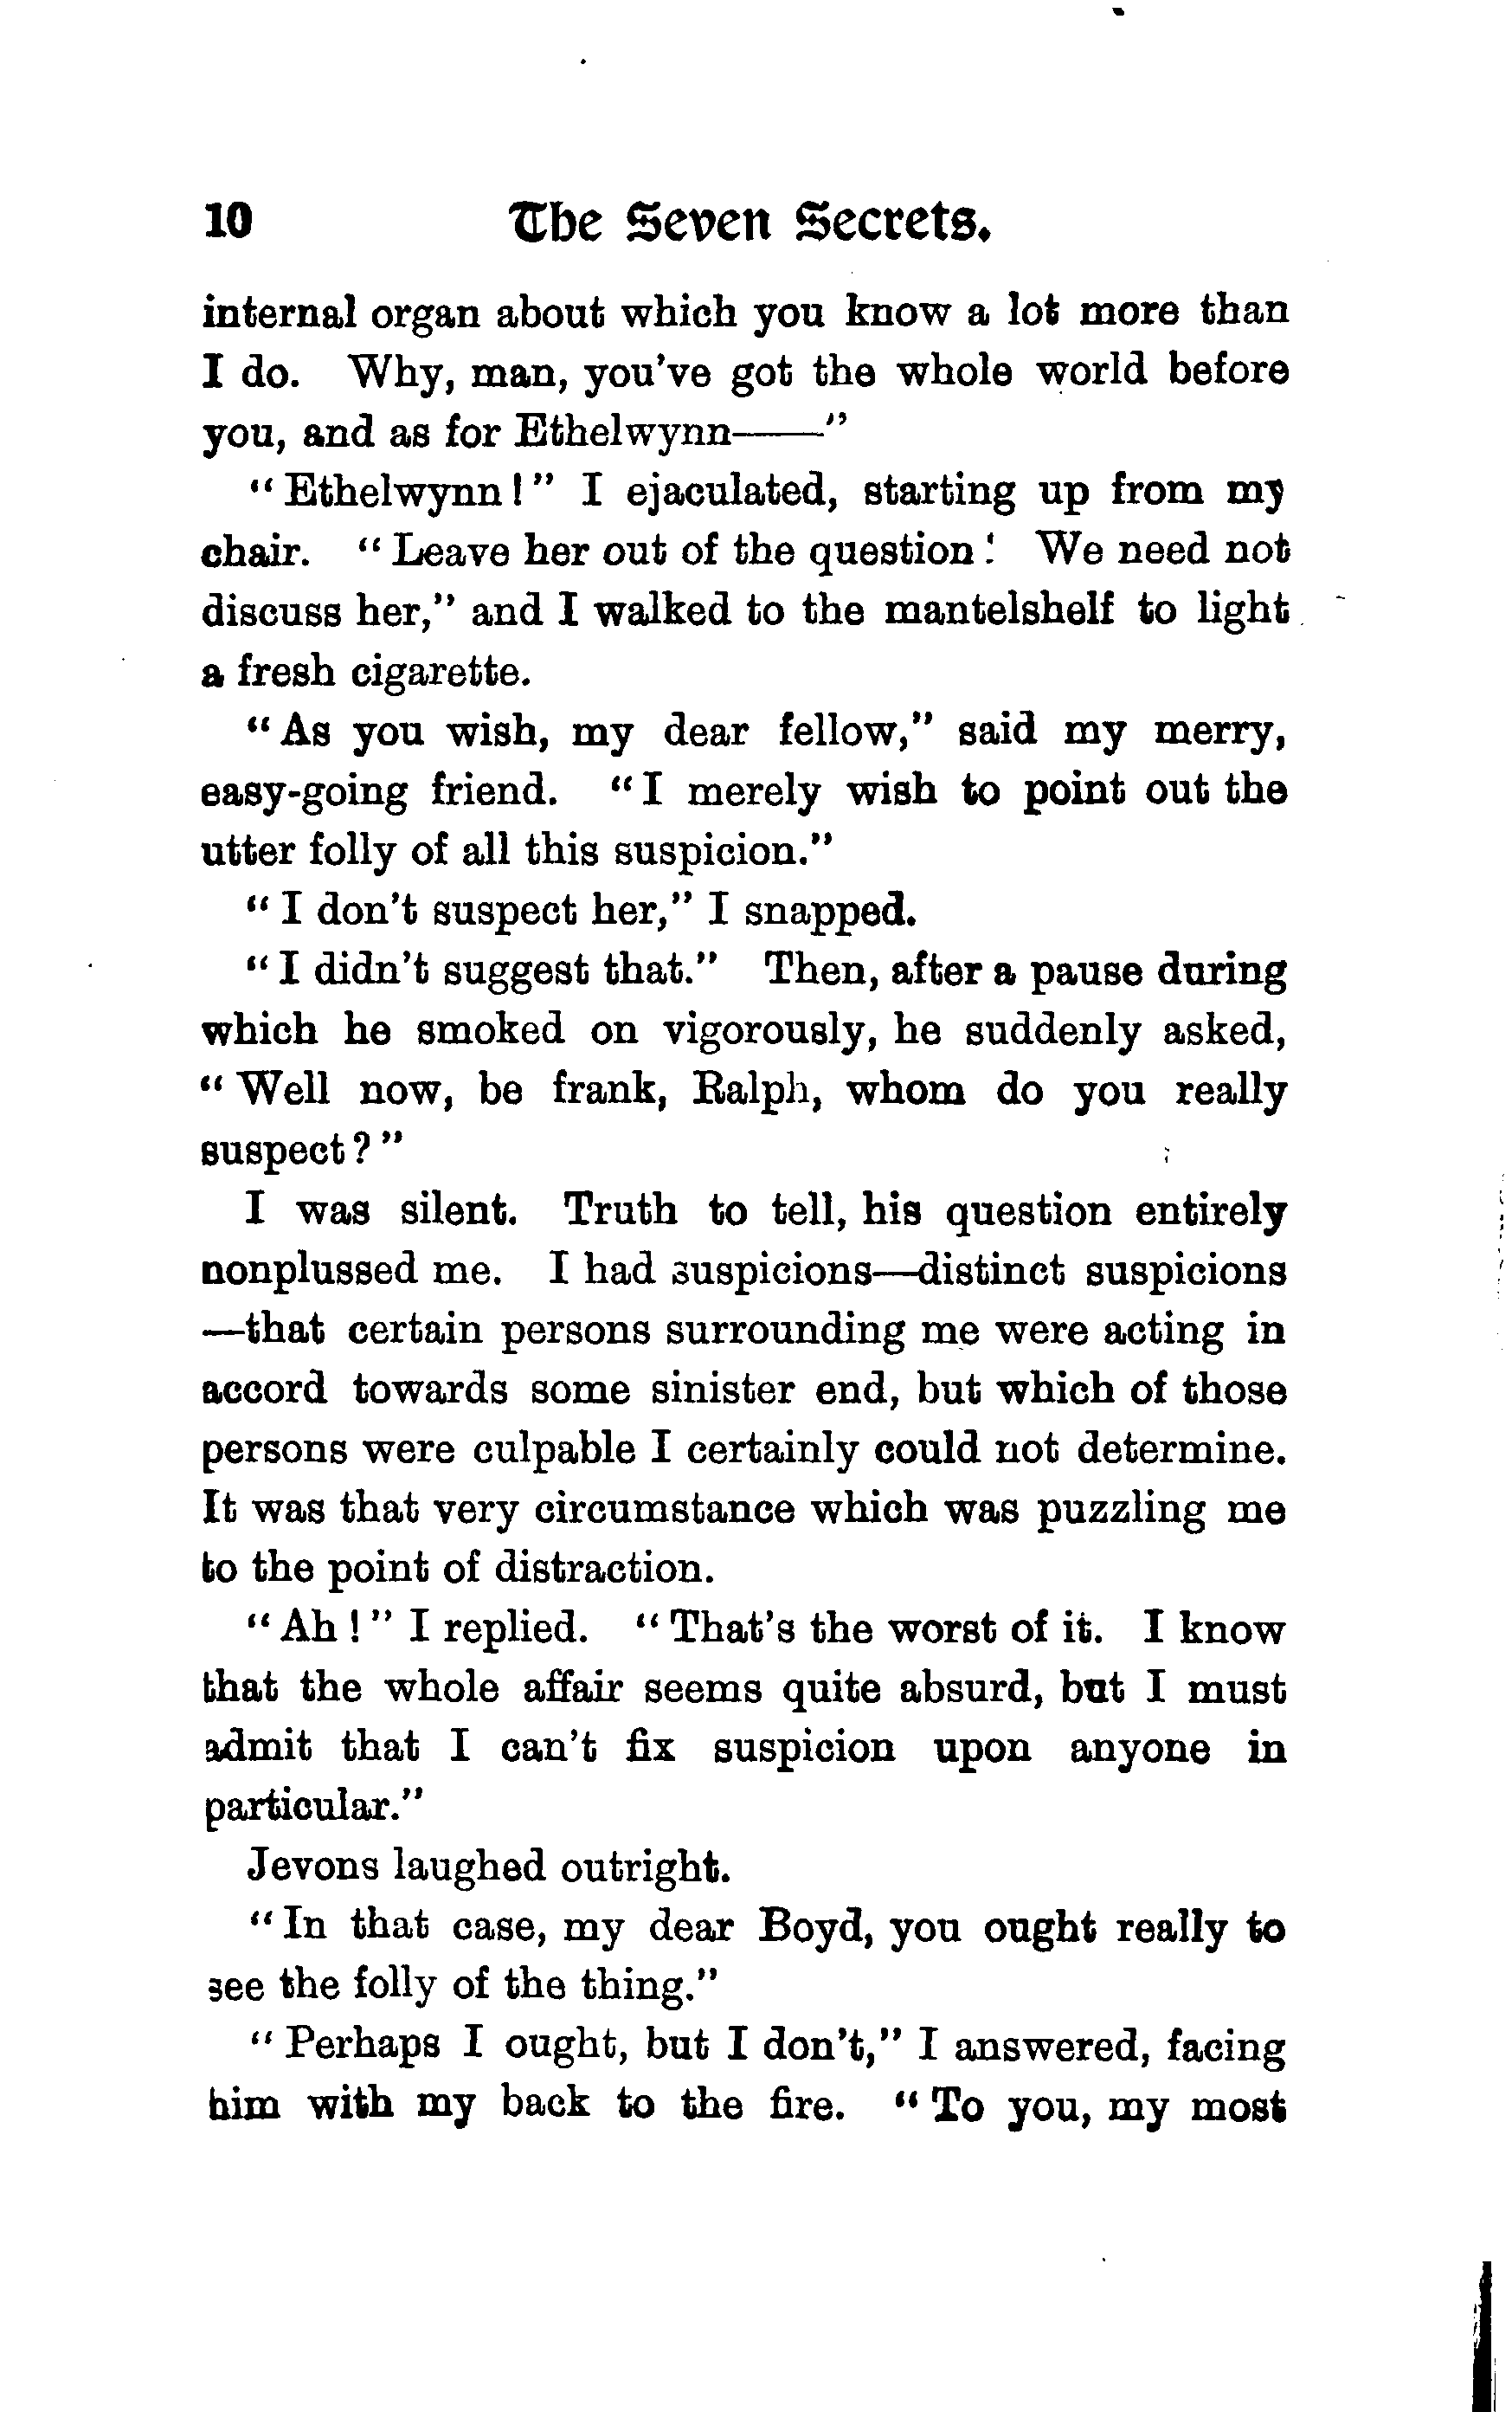 10 The Seven Secrets.
internal organ about which you know a lot more than
I do. Why, man, you've got the whole world before
you, and as for Ethelwynn——"
"Ethelwynn!" I ejaculated, starting up from my
chair. "Leave her out of the question! We need not
discuss her," and I walked to the mantelshelf to light
a fresh cigarette.
"As you wish, my dear fellow," said my merry,
easy-going friend. "I merely wish to point out the
utter folly of all this suspicion."
"I don't suspect her," I snapped.
"I didn't suggest that." Then, after a pause during
which he smoked on vigorously, he suddenly asked,
"Well now, be frank, Ralph, whom do you really
suspect?"
I was silent. Truth to tell, his question entirely
nonplussed me. I had suspicions—distinct suspicions
—that certain persons surrounding me were acting in
accord towards some sinister end, but which of those
persons were culpable I certainly could not determine.
It was that very circumstance which was puzzling me
to the point of distraction.
"Ah!" I replied. "That's the worst of it. I know
that the whole affair seems quite absurd, but I must
admit that I can't fix suspicion upon anyone in
particular."
Jevons laughed outright.
"In that case, my dear Boyd, you ought really to
see the folly of the thing."
"Perhaps I ought, but I don't," I answered, facing
him with my back to the fire. "To you, my most